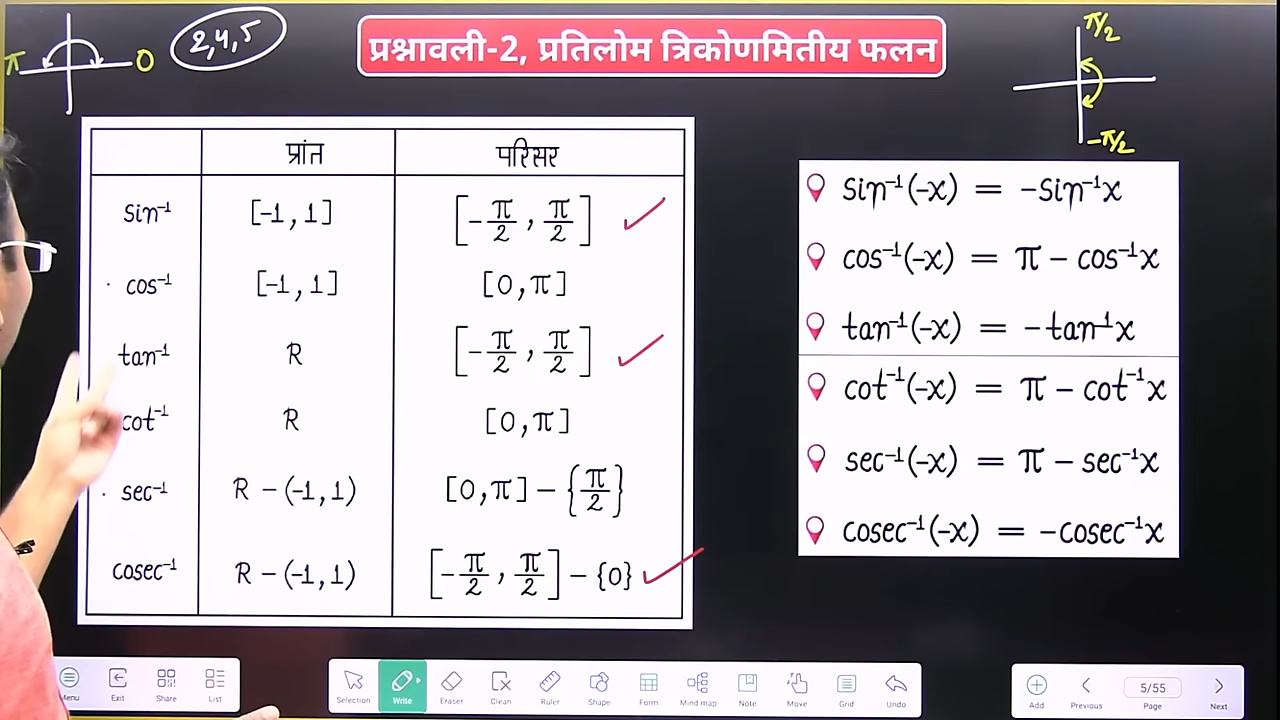 π 0 2,4,5 प्रश्नावली-2, प्रतिलोम त्रिकोणमितीय फलन π/2
-π/2
प्रांत परिसर
sin⁻¹ [-1, 1] [-π/2, π/2]
cos⁻¹ [-1, 1] [0, π]
tan⁻¹ R [-π/2, π/2]
cot⁻¹ R [0, π]
sec⁻¹ R - (-1, 1) [0, π] - {π/2}
cosec⁻¹ R - (-1, 1) [-π/2, π/2] - {0}
sin⁻¹(-x) = -sin⁻¹x
cos⁻¹(-x) = π - cos⁻¹x
tan⁻¹(-x) = -tan⁻¹x
cot⁻¹(-x) = π - cot⁻¹x
sec⁻¹(-x) = π - sec⁻¹x
cosec⁻¹(-x) = -cosec⁻¹x
Menu Exit Share List Selection Write Eraser Clean Ruler Shape Form Mind map Note Move Grid Undo Add Previous 5/55 Page Next